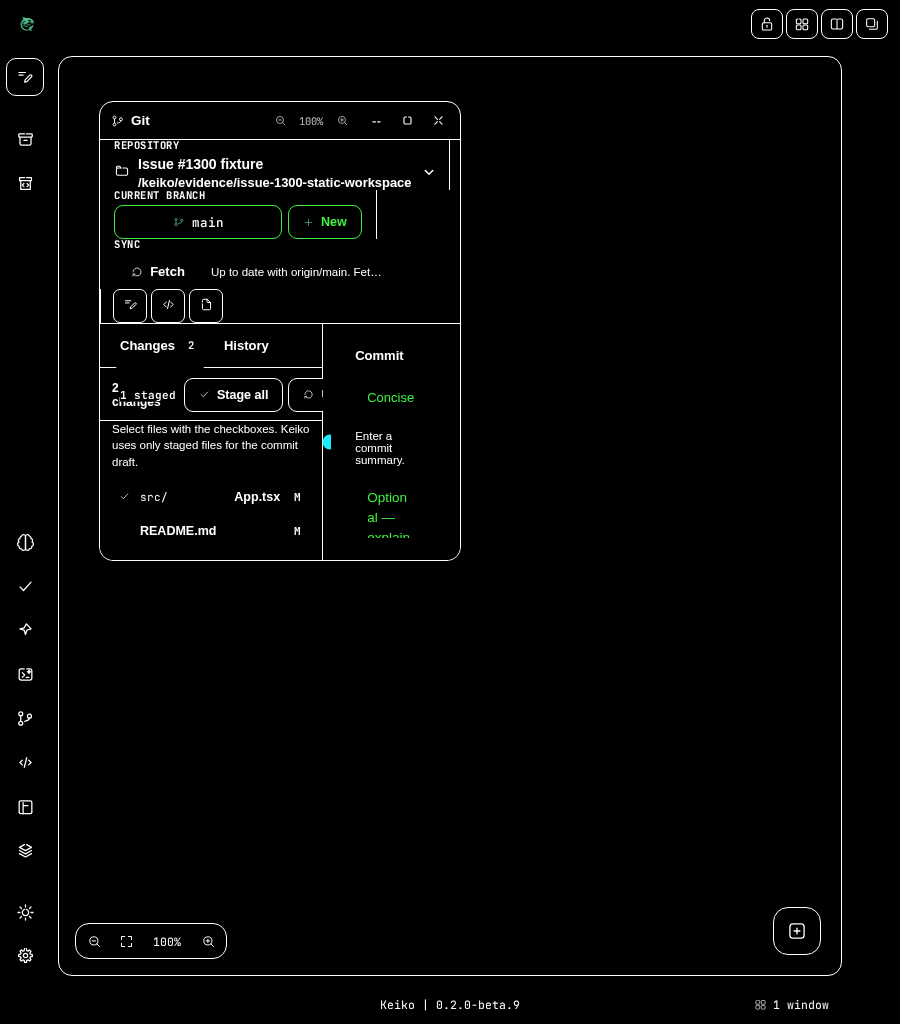 Git
100%
--
REPOSITORY
Issue #1300 fixture
/keiko/evidence/issue-1300-static-workspace
CURRENT BRANCH
main
New
SYNC
Fetch
Up to date with origin/main. Fet…
Changes 2
History
2 changes
1 staged
Stage all
Select files with the checkboxes. Keiko
uses only staged files for the commit
draft.
src/
App.tsx
M
README.md
M
Commit
Concise
Enter a
commit
summary.
Option
al —
explain
100%
Keiko | 0.2.0-beta.9
1 window